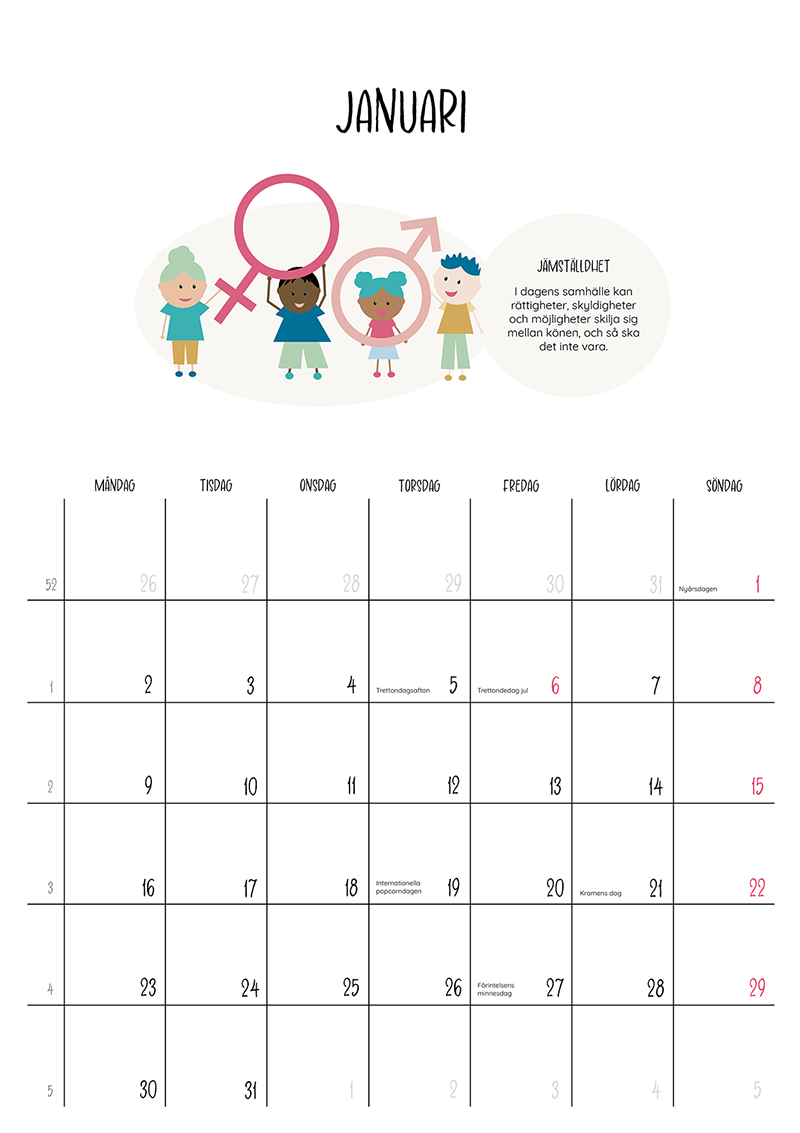 JANUARI
JÄMSTÄLLDHET
I dagens samhälle kan
rättigheter, skyldigheter
och möjligheter skilja sig
mellan könen, och så ska
det inte vara.
MÅNDAG TISDAG ONSDAG TORSDAG FREDAG LÖRDAG SÖNDAG
52 26 27 28 29 30 31 Nyårsdagen 1
1 2 3 4 Trettondagsafton 5 Trettondedag jul 6 7 8
2 9 10 11 12 13 14 15
3 16 17 18 Internationella
popcorndagen 19 20 Kramens dag 21 22
4 23 24 25 26 Förintelsens
minnesdag 27 28 29
5 30 31 1 2 3 4 5